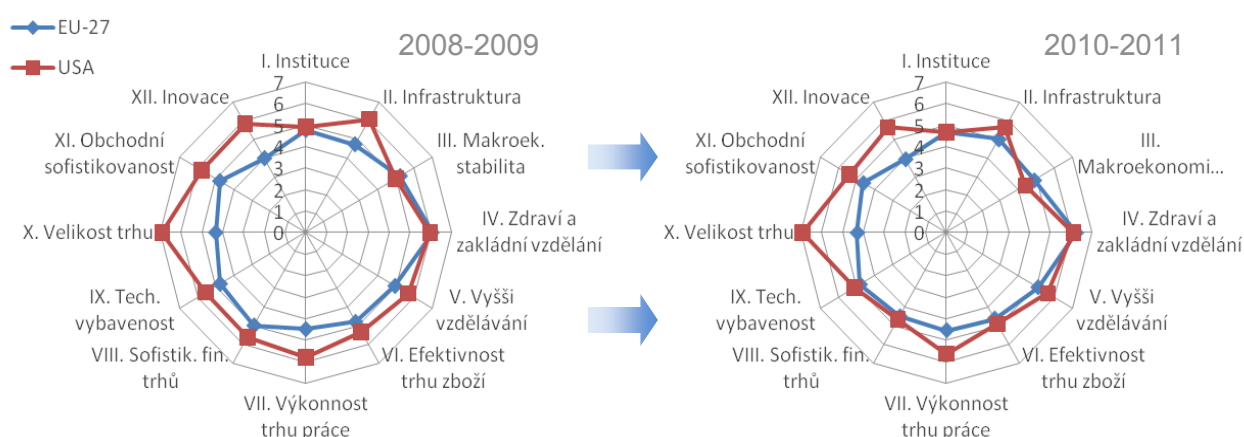 EU-27
USA
2008-2009
I. Instituce
II. Infrastruktura
III. Makroek.
stabilita
IV. Zdraví a
zakládní vzdělání
V. Vyšši
vzdělávání
VI. Efektivnost
trhu zboží
VII. Výkonnost
trhu práce
VIII. Sofistik. fin.
trhů
IX. Tech.
vybavenost
X. Velikost trhu
XI. Obchodní
sofistikovanost
XII. Inovace
7
6
5
4
3
2
1
0
2010-2011
I. Instituce
II. Infrastruktura
III.
Makroekonomi...
IV. Zdraví a
zakládní vzdělání
V. Vyšši
vzdělávání
VI. Efektivnost
trhu zboží
VII. Výkonnost
trhu práce
VIII. Sofistik. fin.
trhů
IX. Tech.
vybavenost
X. Velikost trhu
XI. Obchodní
sofistikovanost
XII. Inovace
7
6
5
4
3
2
1
0